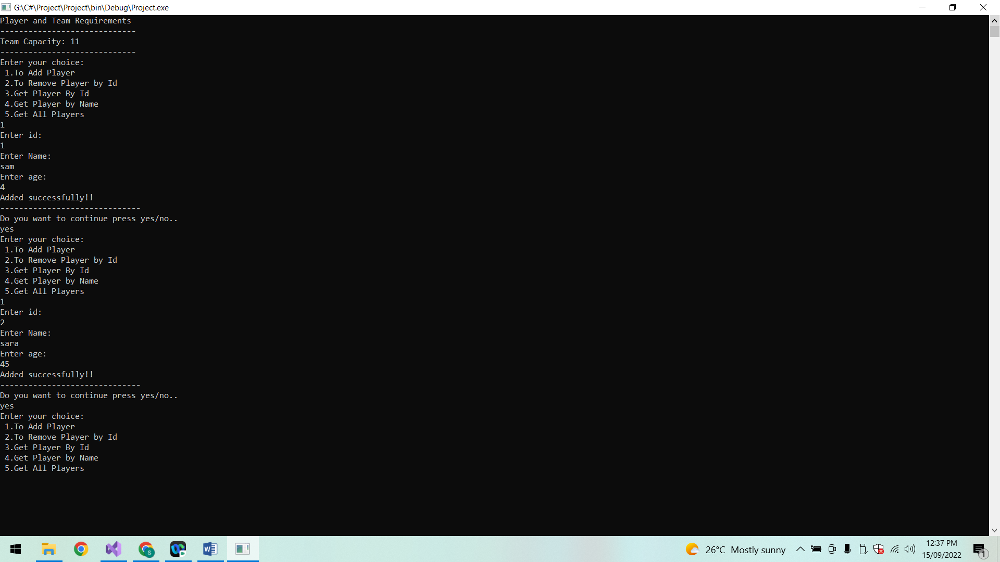 G:\C#\Project\Project\bin\Debug\Project.exe
Player and Team Requirements
-----------------------------
Team Capacity: 11
-----------------------------
Enter your choice:
 1.To Add Player
 2.To Remove Player by Id
 3.Get Player By Id
 4.Get Player by Name
 5.Get All Players
1
Enter id:
1
Enter Name:
sam
Enter age:
4
Added successfully!!
------------------------------
Do you want to continue press yes/no..
yes
Enter your choice:
 1.To Add Player
 2.To Remove Player by Id
 3.Get Player By Id
 4.Get Player by Name
 5.Get All Players
1
Enter id:
2
Enter Name:
sara
Enter age:
45
Added successfully!!
------------------------------
Do you want to continue press yes/no..
yes
Enter your choice:
 1.To Add Player
 2.To Remove Player by Id
 3.Get Player By Id
 4.Get Player by Name
 5.Get All Players
26°C Mostly sunny
12:37 PM
15/09/2022
1